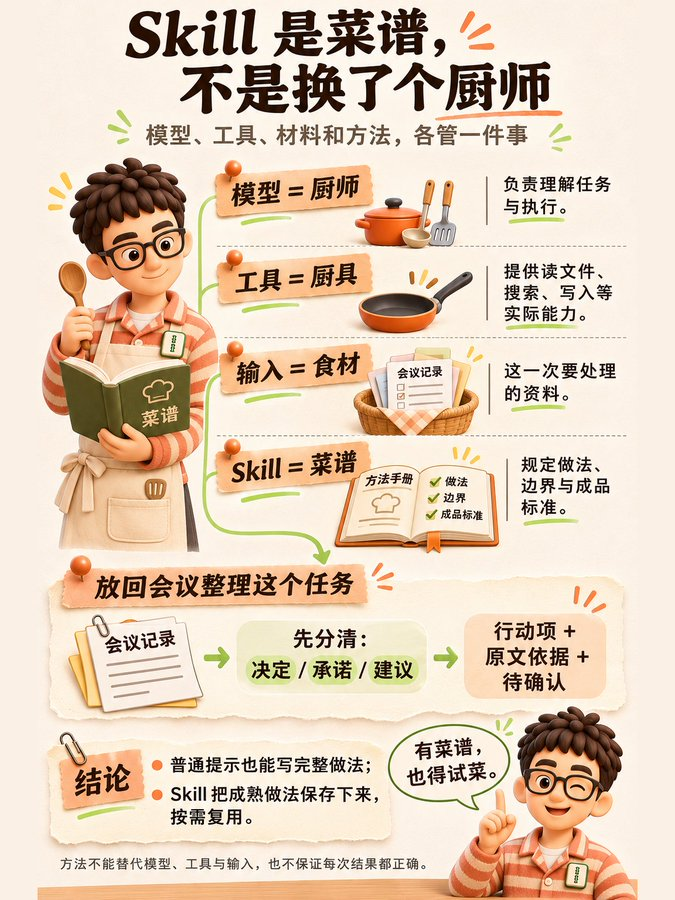 Skill 是菜谱，
不是换了个厨师
模型、工具、材料和方法，各管一件事
模型 = 厨师
负责理解任务
与执行。
工具 = 厨具
提供读文件、
搜索、写入等
实际能力。
输入 = 食材
会议记录
这一次要处理
的资料。
菜谱
Skill = 菜谱
方法手册
做法
边界
成品标准
规定做法、
边界与成品
标准。
放回会议整理这个任务
会议记录
先分清：
决定 / 承诺 / 建议
行动项 +
原文依据 +
待确认
结论
普通提示也能写完整做法；
Skill 把成熟做法保存下来，
按需复用。
有菜谱，
也得试菜。
方法不能替代模型、工具与输入，也不保证每次结果都正确。